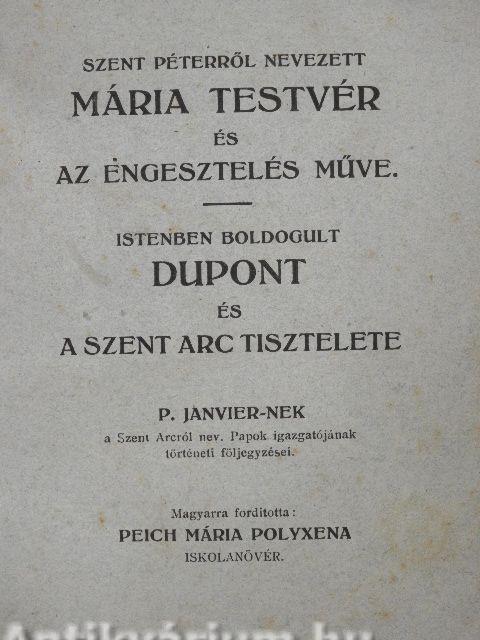 SZENT PÉTERRŐL NEVEZETT
MÁRIA TESTVÉR
ÉS
AZ ENGESZTELÉS MŰVE.
ISTENBEN BOLDOGULT
DUPONT
ÉS
A SZENT ARC TISZTELETE
P. JANVIER-NEK
a Szent Arcról nev. Papok igazgatójának
történeti följegyzései.
Magyarra fordította:
PEICH MÁRIA POLYXENA
ISKOLANŐVÉR.
Antikvárium.hu